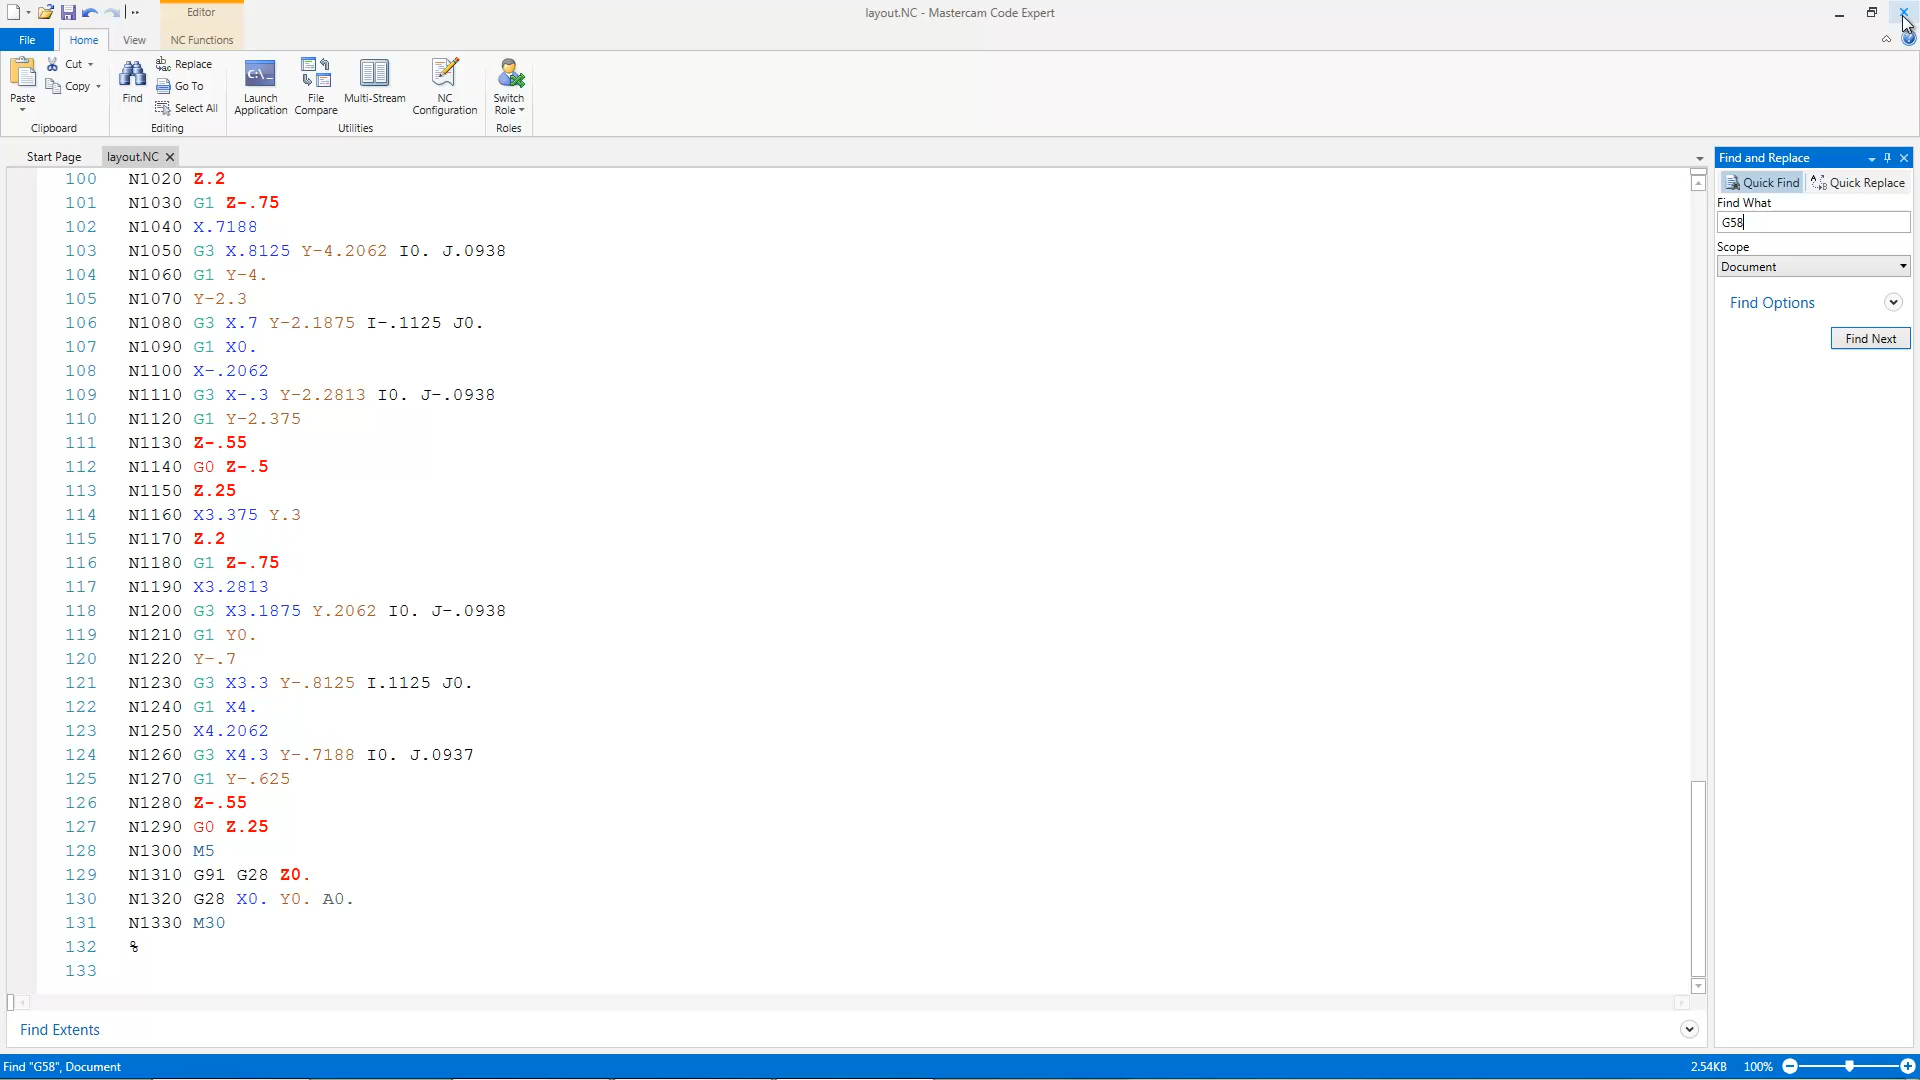 Editor
layout.NC - Mastercam Code Expert
File
Home
View
NC Functions
Paste
Cut
Copy
Clipboard
Find
Replace
Go To
Select All
Editing
C:\_
Launch Application
File Compare
Multi-Stream
NC Configuration
Utilities
Switch Role
Roles
Start Page
layout.NC
100 N1020 Z.2
101 N1030 G1 Z-.75
102 N1040 X.7188
103 N1050 G3 X.8125 Y-4.2062 I0. J.0938
104 N1060 G1 Y-4.
105 N1070 Y-2.3
106 N1080 G3 X.7 Y-2.1875 I-.1125 J0.
107 N1090 G1 X0.
108 N1100 X-.2062
109 N1110 G3 X-.3 Y-2.2813 I0. J-.0938
110 N1120 G1 Y-2.375
111 N1130 Z-.55
112 N1140 G0 Z-.5
113 N1150 Z.25
114 N1160 X3.375 Y.3
115 N1170 Z.2
116 N1180 G1 Z-.75
117 N1190 X3.2813
118 N1200 G3 X3.1875 Y.2062 I0. J-.0938
119 N1210 G1 Y0.
120 N1220 Y-.7
121 N1230 G3 X3.3 Y-.8125 I.1125 J0.
122 N1240 G1 X4.
123 N1250 X4.2062
124 N1260 G3 X4.3 Y-.7188 I0. J.0937
125 N1270 G1 Y-.625
126 N1280 Z-.55
127 N1290 G0 Z.25
128 N1300 M5
129 N1310 G91 G28 Z0.
130 N1320 G28 X0. Y0. A0.
131 N1330 M30
132 %
133
Find Extents
Find and Replace
Quick Find
Quick Replace
Find What
G58
Scope
Document
Find Options
Find Next
Find "G58", Document
2.54KB
100%